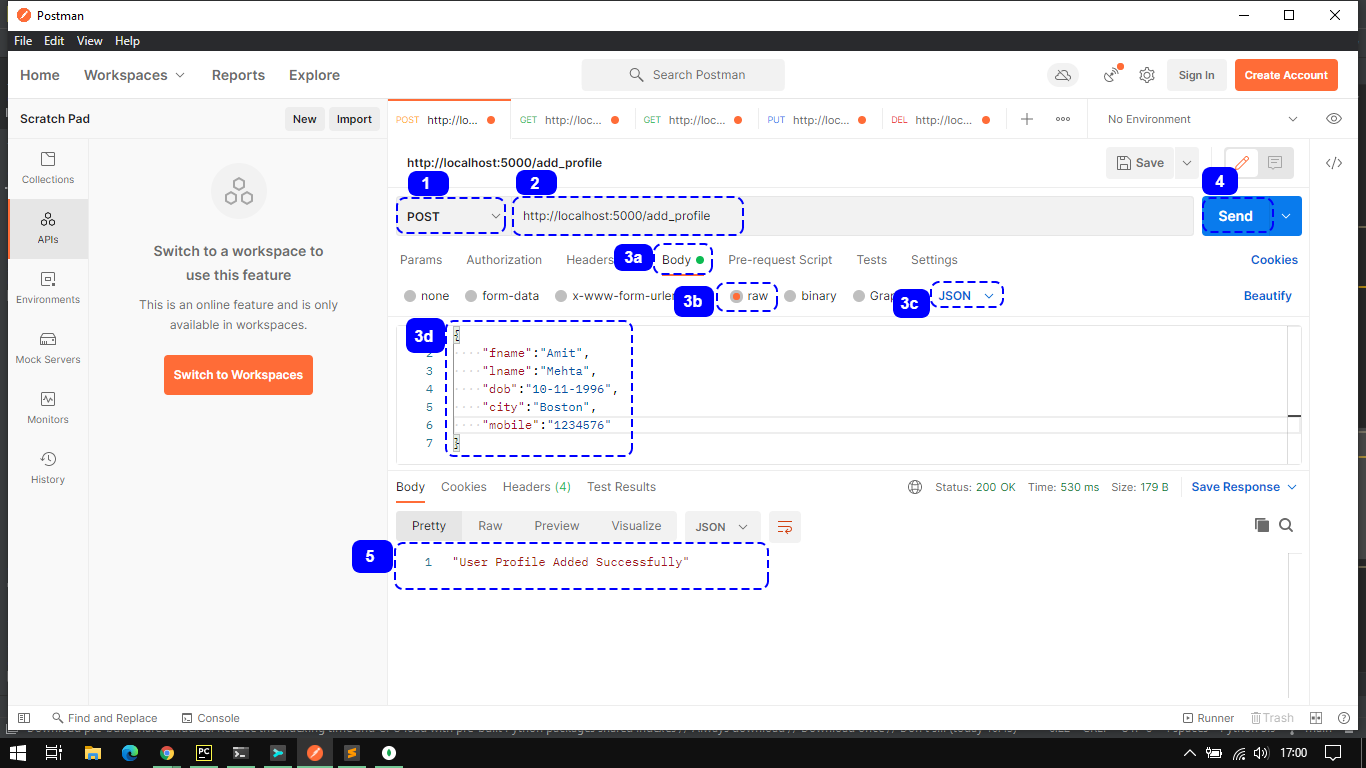 Postman
File Edit View Help
Home Workspaces Reports Explore Search Postman Sign In Create Account
Scratch Pad New Import
POST http://lo... GET http://loc... GET http://loc... PUT http://loc... DEL http://loc... No Environment
Collections
APIs
Environments
Mock Servers
Monitors
History
Switch to a workspace to
use this feature
This is an online feature and is only
available in workspaces.
Switch to Workspaces
http://localhost:5000/add_profile Save
1 2 4
POST http://localhost:5000/add_profile Send
Params Authorization Headers 3a Body Pre-request Script Tests Settings Cookies
none form-data x-www-form-urle 3b raw binary Grap 3c JSON Beautify
3d {
2 "fname":"Amit",
3 "lname":"Mehta",
4 "dob":"10-11-1996",
5 "city":"Boston",
6 "mobile":"1234576"
7 }
Body Cookies Headers (4) Test Results Status: 200 OK Time: 530 ms Size: 179 B Save Response
Pretty Raw Preview Visualize JSON
5
1 "User Profile Added Successfully"
Find and Replace Console Runner Trash
PC 17:00